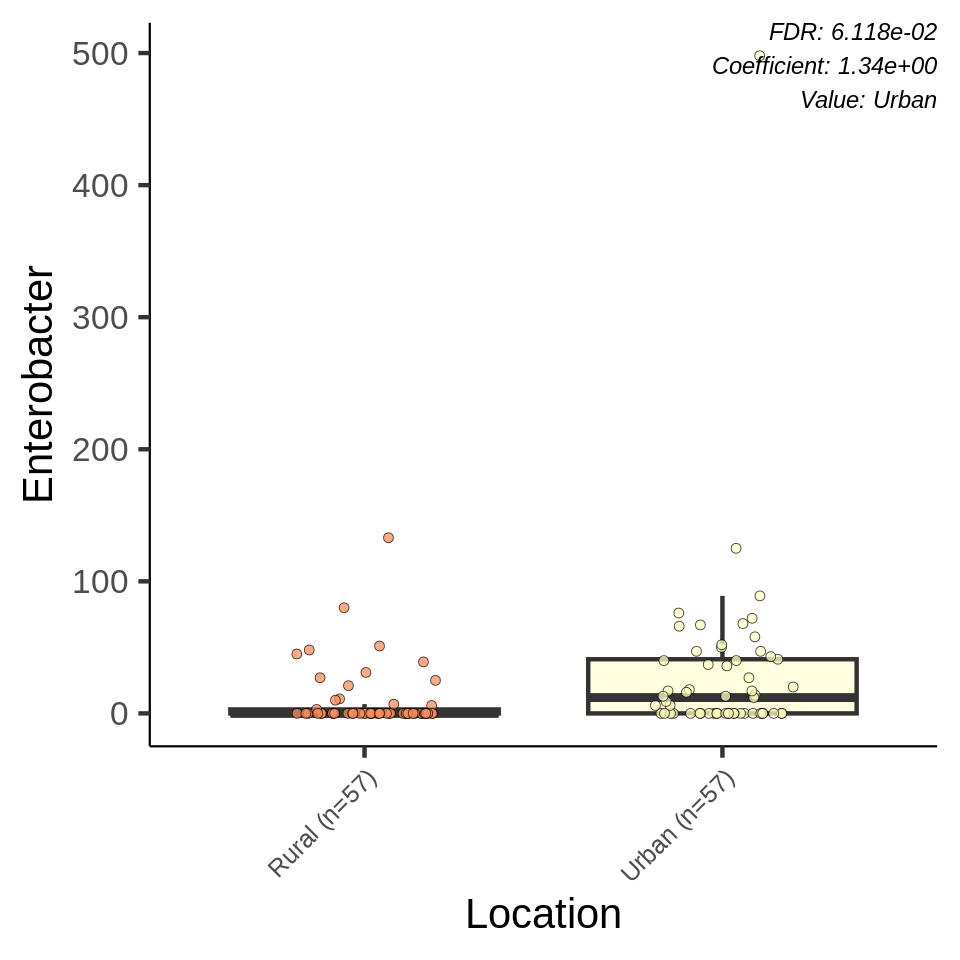 FDR: 6.118e-02
Coefficient: 1.34e+00
Value: Urban
500
400
300
200
100
0
Enterobacter
Rural (n=57)
Urban (n=57)
Location